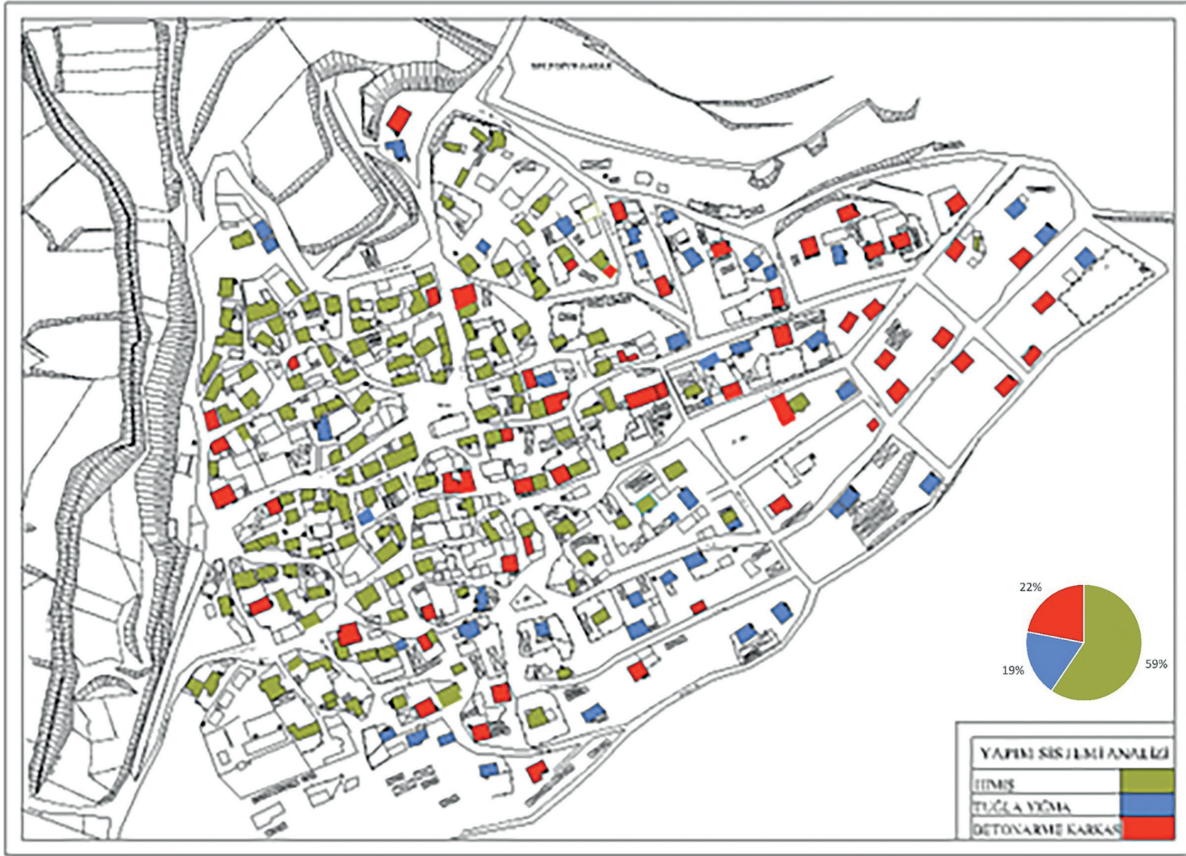 22%
19%
59%
YAPIM SİSTEMİ ANALİZİ
HIMIŞ
TUĞLA YIĞMA
BETONARME KARKAS